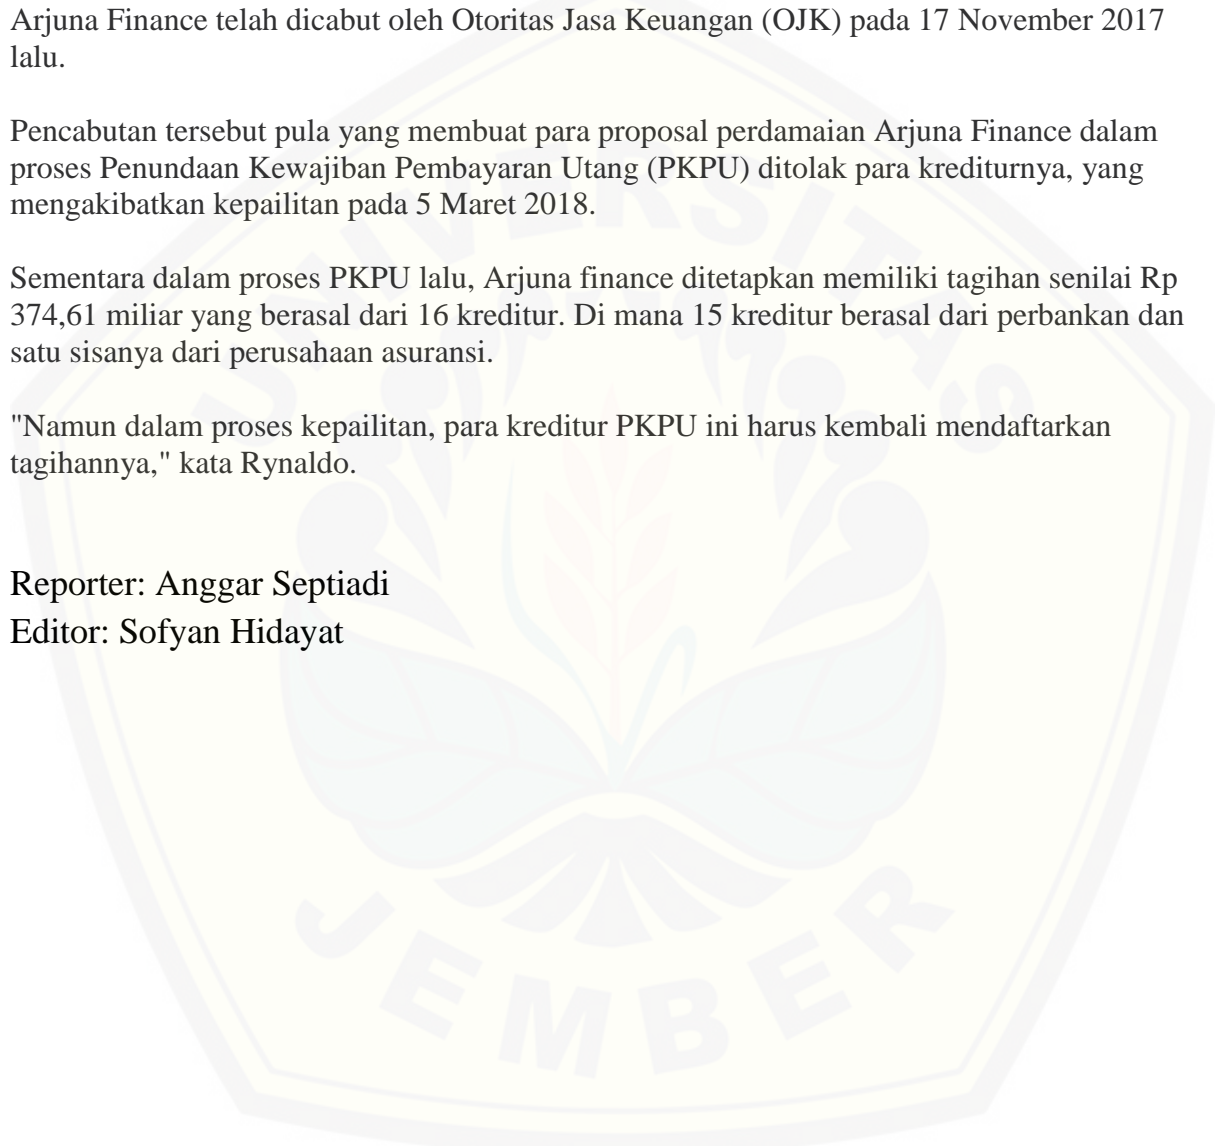 Arjuna Finance telah dicabut oleh Otoritas Jasa Keuangan (OJK) pada 17 November 2017
lalu.
Pencabutan tersebut pula yang membuat para proposal perdamaian Arjuna Finance dalam
proses Penundaan Kewajiban Pembayaran Utang (PKPU) ditolak para krediturnya, yang
mengakibatkan kepailitan pada 5 Maret 2018.
Sementara dalam proses PKPU lalu, Arjuna finance ditetapkan memiliki tagihan senilai Rp
374,61 miliar yang berasal dari 16 kreditur. Di mana 15 kreditur berasal dari perbankan dan
satu sisanya dari perusahaan asuransi.
"Namun dalam proses kepailitan, para kreditur PKPU ini harus kembali mendaftarkan
tagihannya," kata Rynaldo.
Reporter: Anggar Septiadi
Editor: Sofyan Hidayat
UNIVERSITAS
JEMBER